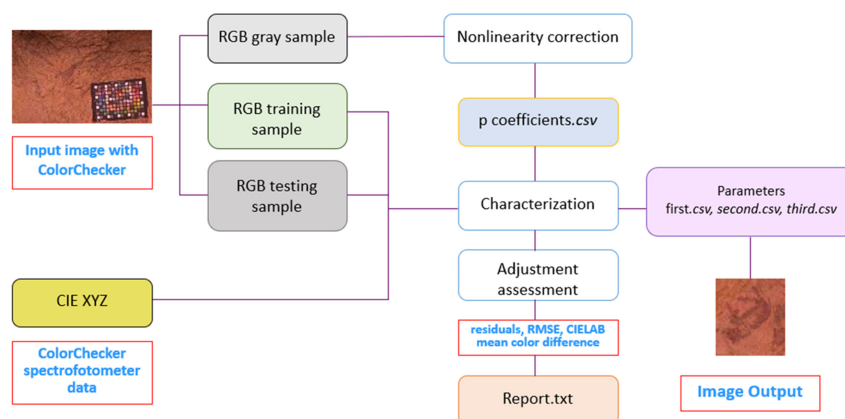 RGB gray sample
Nonlinearity correction
RGB training
sample
p coefficients.csv
Input image with
ColorChecker
RGB testing
sample
Characterization
Parameters
first.csv, second.csv, third.csv
Adjustment
assessment
CIE XYZ
residuals, RMSE, CIELAB
mean color difference
ColorChecker
spectrofotometer
data
Report.txt
Image Output